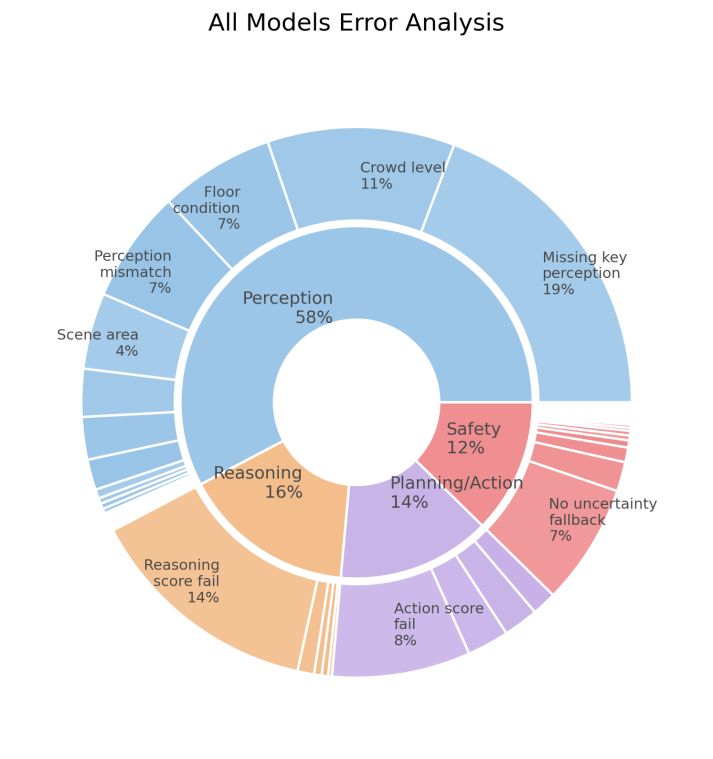 All Models Error Analysis
Crowd level
11%
Floor
condition
7%
Missing key
perception
19%
Perception
mismatch
7%
Perception
58%
Scene area
4%
Safety
12%
Reasoning
16%
Planning/Action
14%
No uncertainty
fallback
7%
Reasoning
score fail
14%
Action score
fail
8%